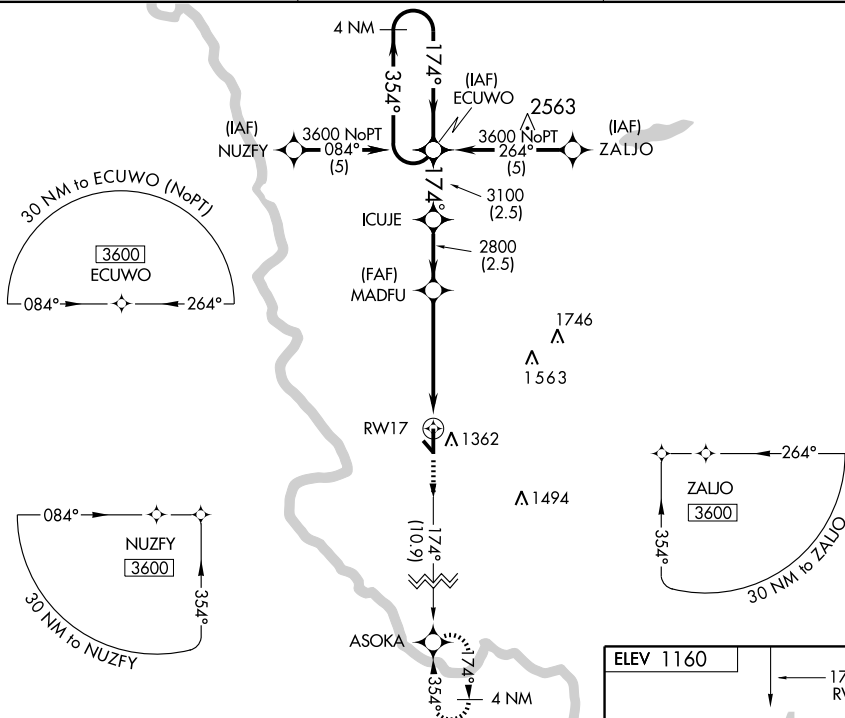 4 NM
354°
174°
(IAF)
ECUWO
2563
(IAF)
NUZFY
3600 NoPT
084°
(5)
3600 NoPT
264°
(5)
(IAF)
ZALJO
174°
3100
(2.5)
ICUJE
2800
(2.5)
(FAF)
MADFU
30 NM to ECUWO (NoPT)
3600
ECUWO
084°
264°
1746
1563
RW17
1362
1494
174°
(10.9)
084°
NUZFY
3600
354°
30 NM to NUZFY
264°
ZALJO
3600
354°
30 NM to ZALJO
ASOKA
174°
354°
4 NM
ELEV 1160